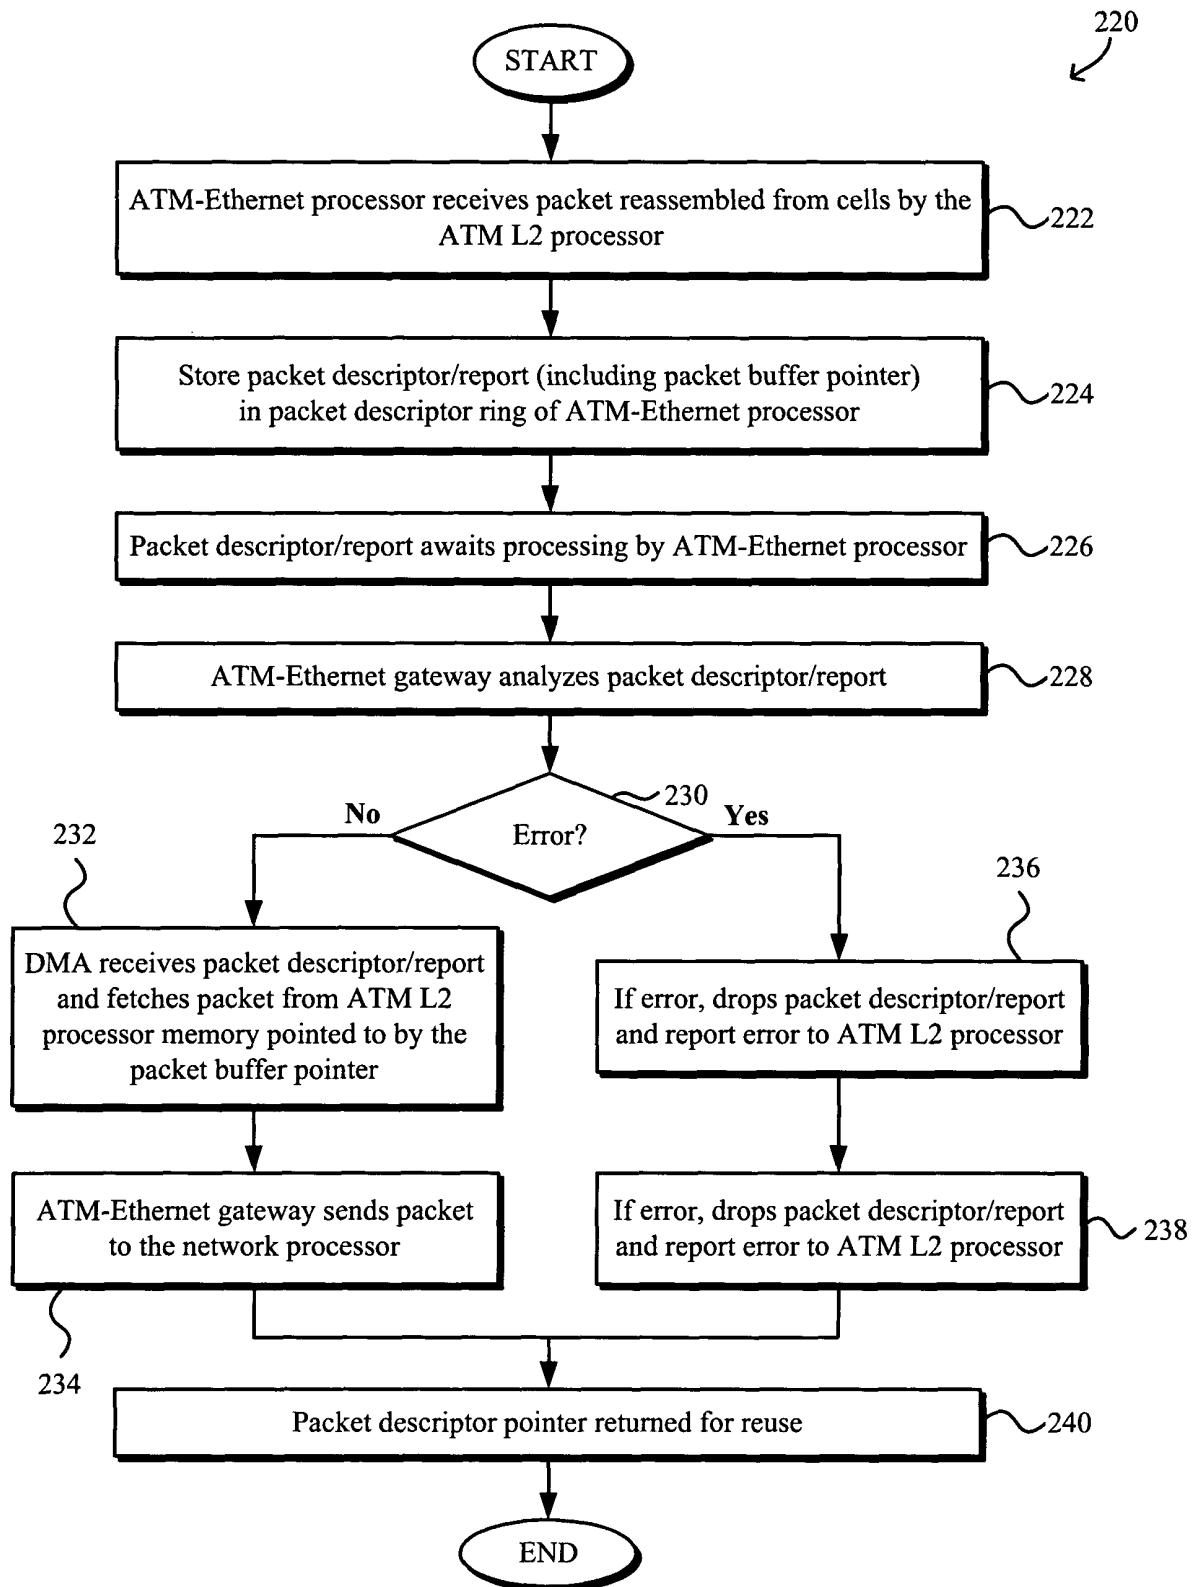 220
START
ATM-Ethernet processor receives packet reassembled from cells by the
ATM L2 processor
222
Store packet descriptor/report (including packet buffer pointer)
in packet descriptor ring of ATM-Ethernet processor
224
Packet descriptor/report awaits processing by ATM-Ethernet processor
226
ATM-Ethernet gateway analyzes packet descriptor/report
228
230
No
Error?
Yes
232
DMA receives packet descriptor/report
and fetches packet from ATM L2
processor memory pointed to by the
packet buffer pointer
236
If error, drops packet descriptor/report
and report error to ATM L2 processor
ATM-Ethernet gateway sends packet
to the network processor
234
If error, drops packet descriptor/report
and report error to ATM L2 processor
238
Packet descriptor pointer returned for reuse
240
END